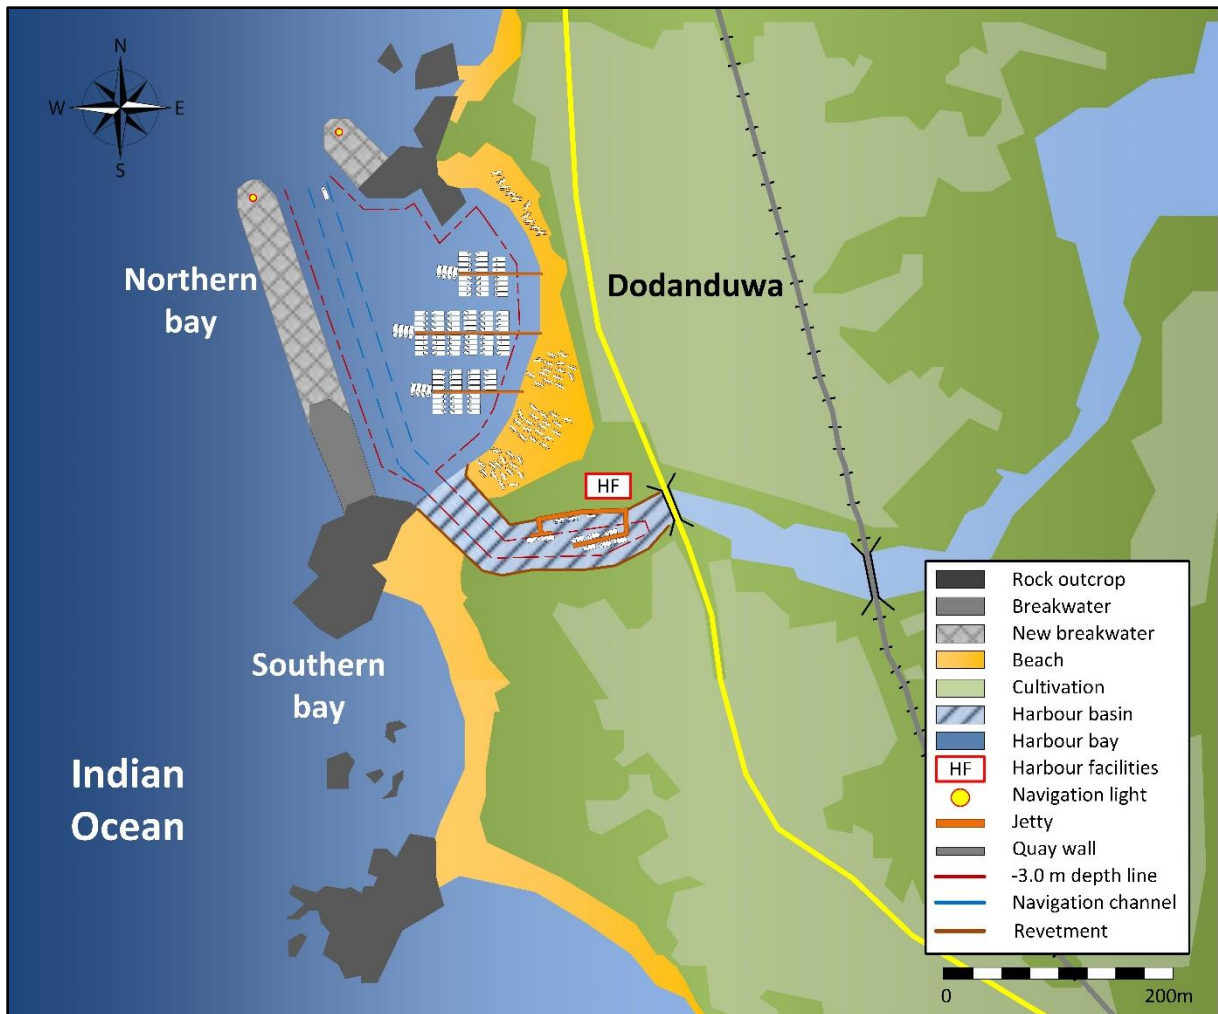 N
W
E
S
Northern
bay
Dodanduwa
HF
Southern
bay
Indian
Ocean
Rock outcrop
Breakwater
New breakwater
Beach
Cultivation
Harbour basin
Harbour bay
HF Harbour facilities
Navigation light
Jetty
Quay wall
-3.0 m depth line
Navigation channel
Revetment
0 200m